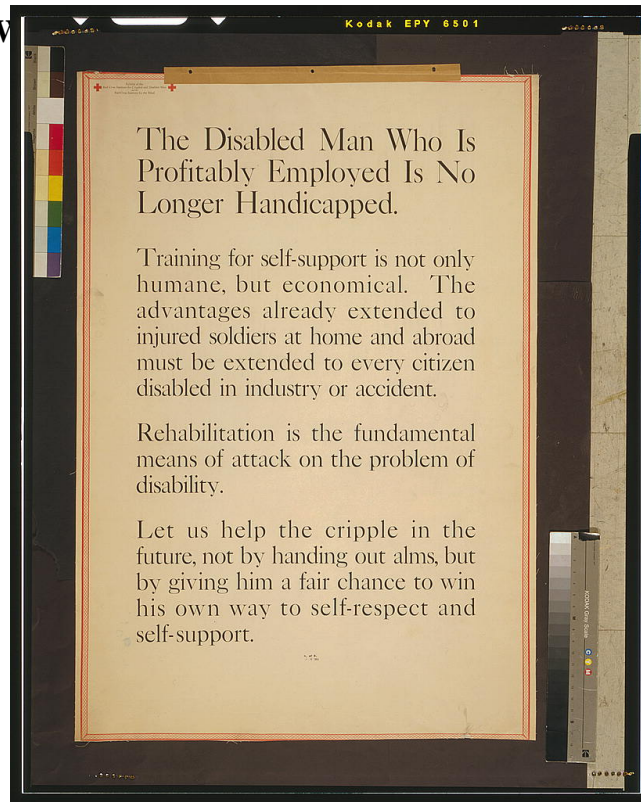 W
Kodak EPY 6501
The Disabled Man Who Is
Profitably Employed Is No
Longer Handicapped.
Training for self-support is not only
humane, but economical. The
advantages already extended to
injured soldiers at home and abroad
must be extended to every citizen
disabled in industry or accident.
Rehabilitation is the fundamental
means of attack on the problem of
disability.
Let us help the cripple in the
future, not by handing out alms, but
by giving him a fair chance to win
his own way to self-respect and
self-support.
KODAK Gray Scale
C
Y
M